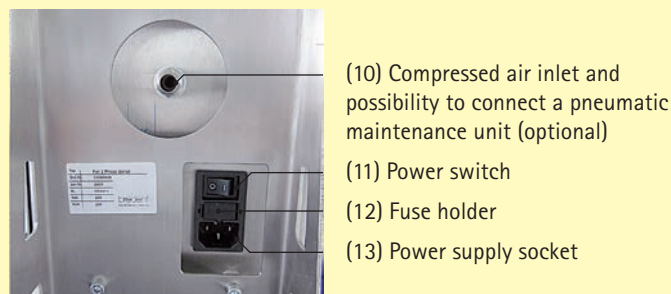 (10) Compressed air inlet and
possibility to connect a pneumatic
maintenance unit (optional)
(11) Power switch
(12) Fuse holder
(13) Power supply socket